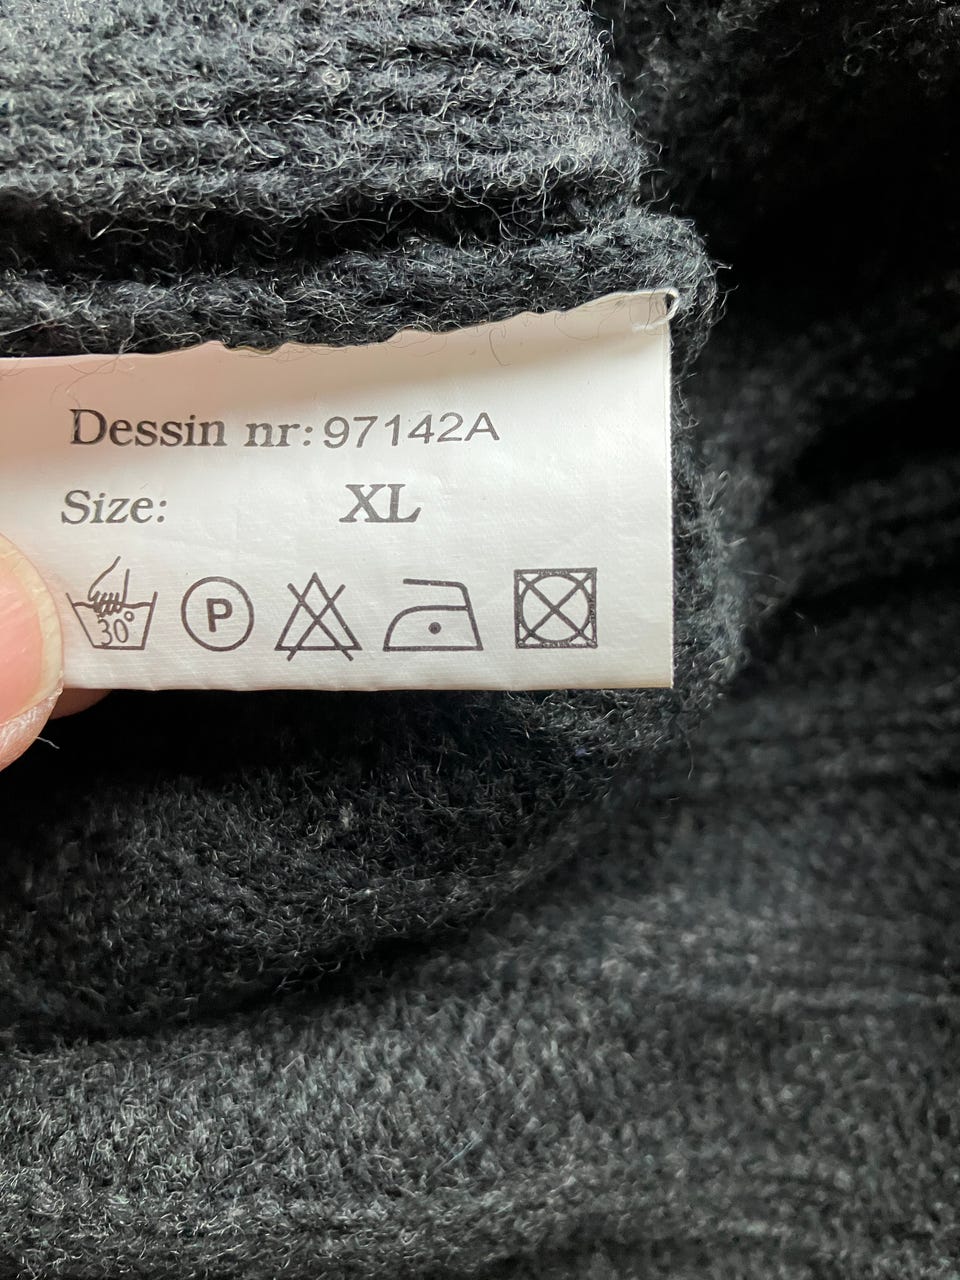 Dessin nr: 97142A
Size: XL
30° P